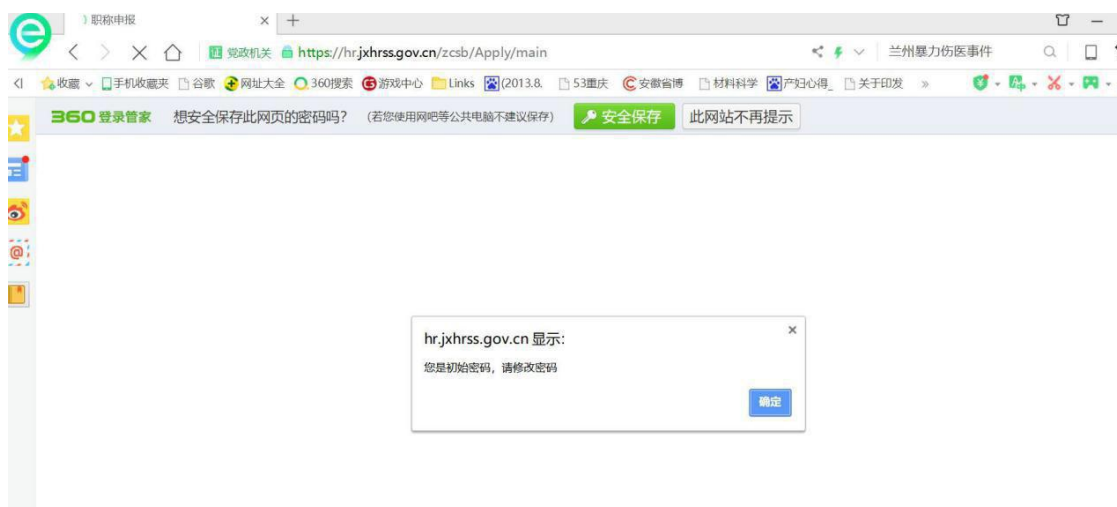 职称申报
党政机关 https://hr.jxhrss.gov.cn/zcsb/Apply/main 兰州暴力伤医事件
收藏 手机收藏夹 谷歌 网址大全 360搜索 游戏中心 Links (2013.8. 53重庆 安徽省博 材料科学 产妇心得_ 关于印发 »
360 登录管家 想安全保存此网页的密码吗? (若您使用网吧等公共电脑不建议保存) 安全保存 此网站不再提示
hr.jxhrss.gov.cn 显示:
您是初始密码,请修改密码
确定